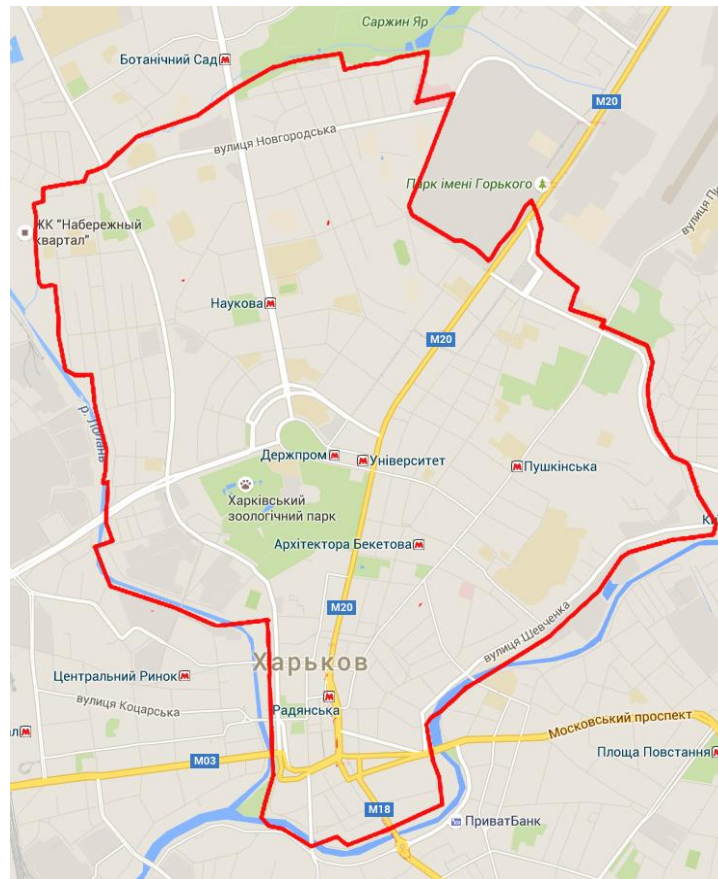 Саржин Яр
Ботанічний Сад
M20
вулиця Новгородська
Парк імені Горького
ЖК "Набережный
квартал"
Наукова
M20
р. Лопань
Держпром
Університет
Пушкінська
Харківський
зоологічний парк
Архітектора Бекетова
M20
вулиця Шевченка
Харьков
Центральний Ринок
вулиця Коцарська
Радянська
Московський проспект
M03
Площа Повстання
M18
ПриватБанк